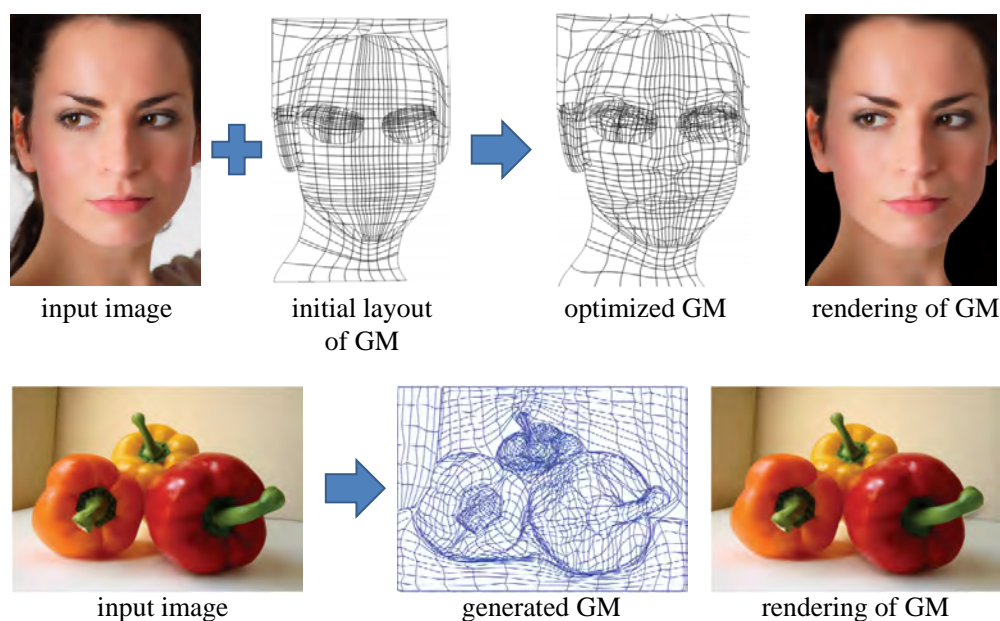 input image
initial layout
of GM
optimized GM
rendering of GM
input image
generated GM
rendering of GM